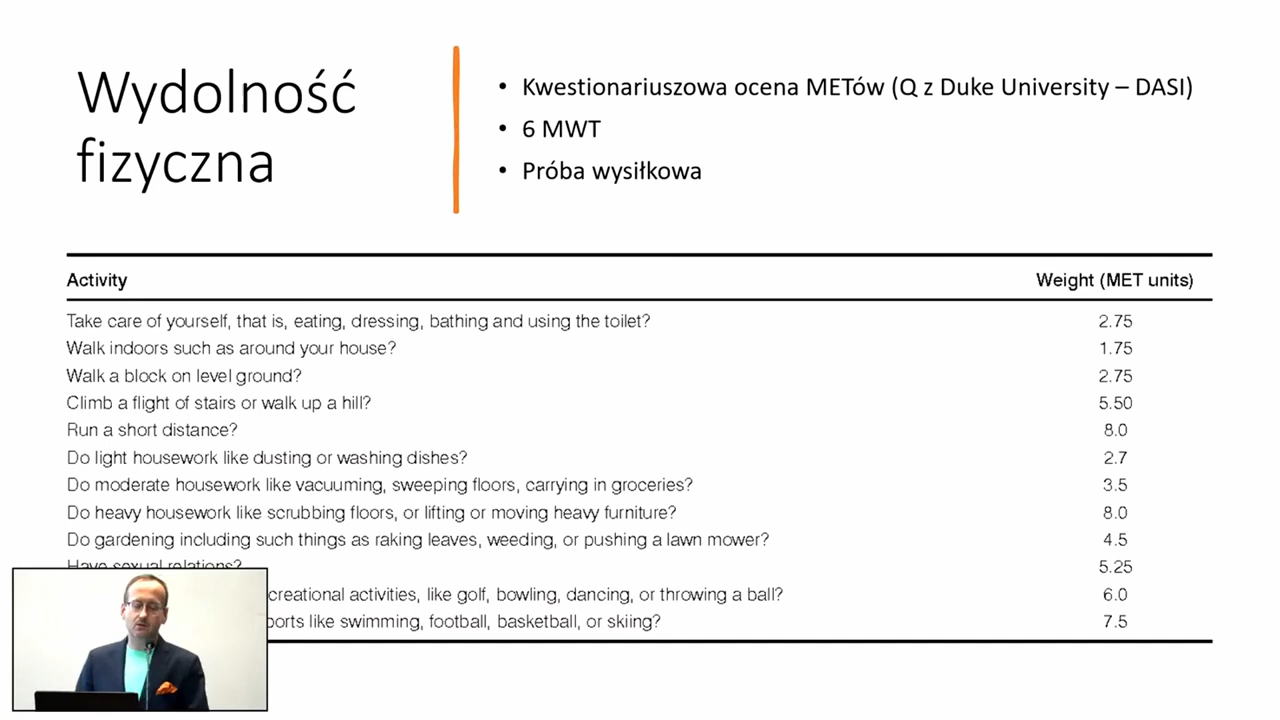 Wydolność
fizyczna
• Kwestionariuszowa ocena METów (Q z Duke University – DASI)
• 6 MWT
• Próba wysiłkowa
Activity Weight (MET units)
Take care of yourself, that is, eating, dressing, bathing and using the toilet? 2.75
Walk indoors such as around your house? 1.75
Walk a block on level ground? 2.75
Climb a flight of stairs or walk up a hill? 5.50
Run a short distance? 8.0
Do light housework like dusting or washing dishes? 2.7
Do moderate housework like vacuuming, sweeping floors, carrying in groceries? 3.5
Do heavy housework like scrubbing floors, or lifting or moving heavy furniture? 8.0
Do gardening including such things as raking leaves, weeding, or pushing a lawn mower? 4.5
Have sexual relations? 5.25
creational activities, like golf, bowling, dancing, or throwing a ball? 6.0
ports like swimming, football, basketball, or skiing? 7.5